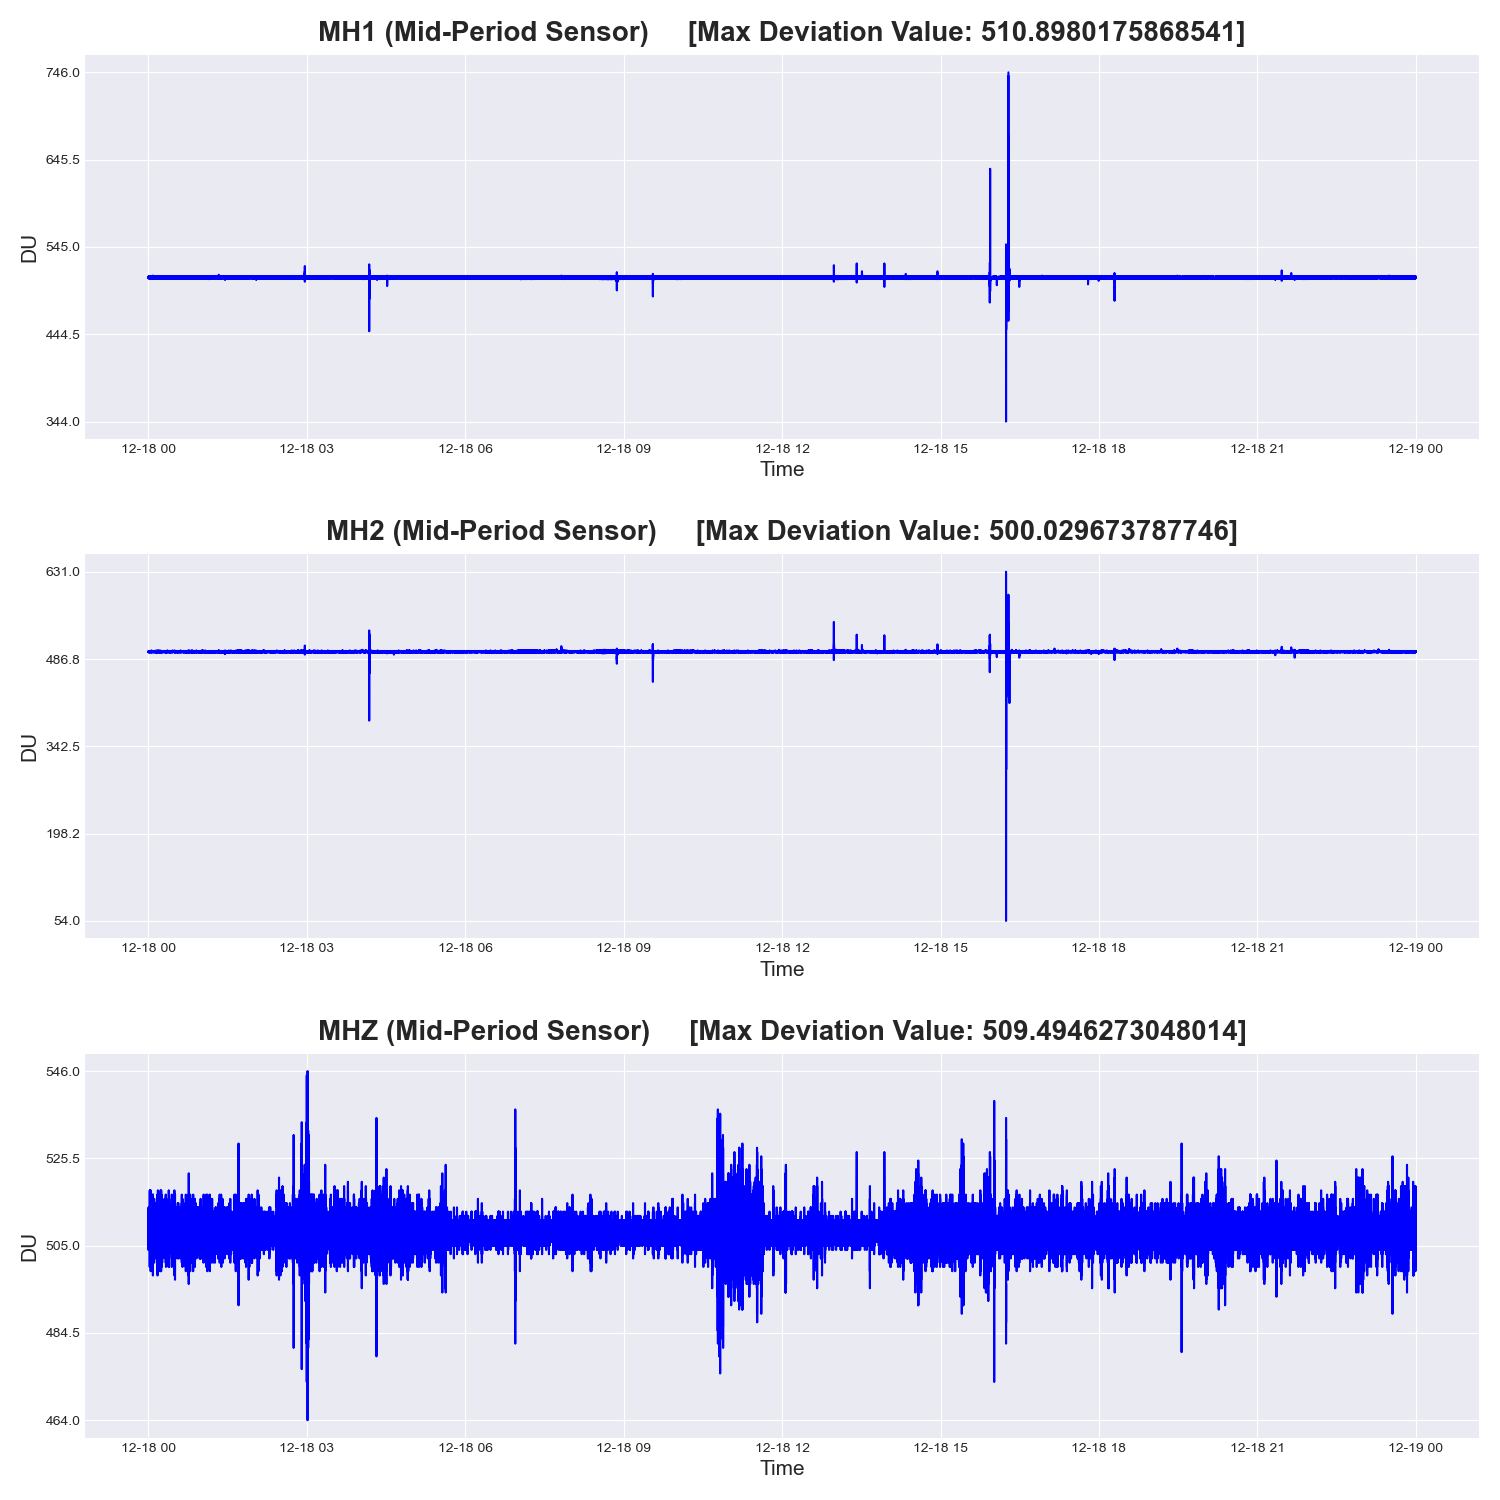 MH1 (Mid-Period Sensor) [Max Deviation Value: 510.8980175868541]
746.0
645.5
545.0
444.5
344.0
DU
12-18 00 12-18 03 12-18 06 12-18 09 12-18 12 12-18 15 12-18 18 12-18 21 12-19 00
Time
MH2 (Mid-Period Sensor) [Max Deviation Value: 500.029673787746]
631.0
486.8
342.5
198.2
54.0
DU
12-18 00 12-18 03 12-18 06 12-18 09 12-18 12 12-18 15 12-18 18 12-18 21 12-19 00
Time
MHZ (Mid-Period Sensor) [Max Deviation Value: 509.4946273048014]
546.0
525.5
505.0
484.5
464.0
DU
12-18 00 12-18 03 12-18 06 12-18 09 12-18 12 12-18 15 12-18 18 12-18 21 12-19 00
Time